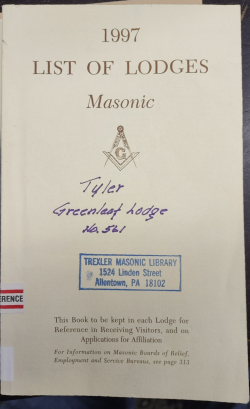 1997
LIST OF LODGES
Masonic
G
Tyler
Greenleaf Lodge
No. 561
TREXLER MASONIC LIBRARY
1524 Linden Street
Allentown, PA 18102
ERENCE
This Book to be kept in each Lodge for
Reference in Receiving Visitors, and on
Applications for Affiliation
For Information on Masonic Boards of Relief,
Employment and Service Bureaus, see page 313